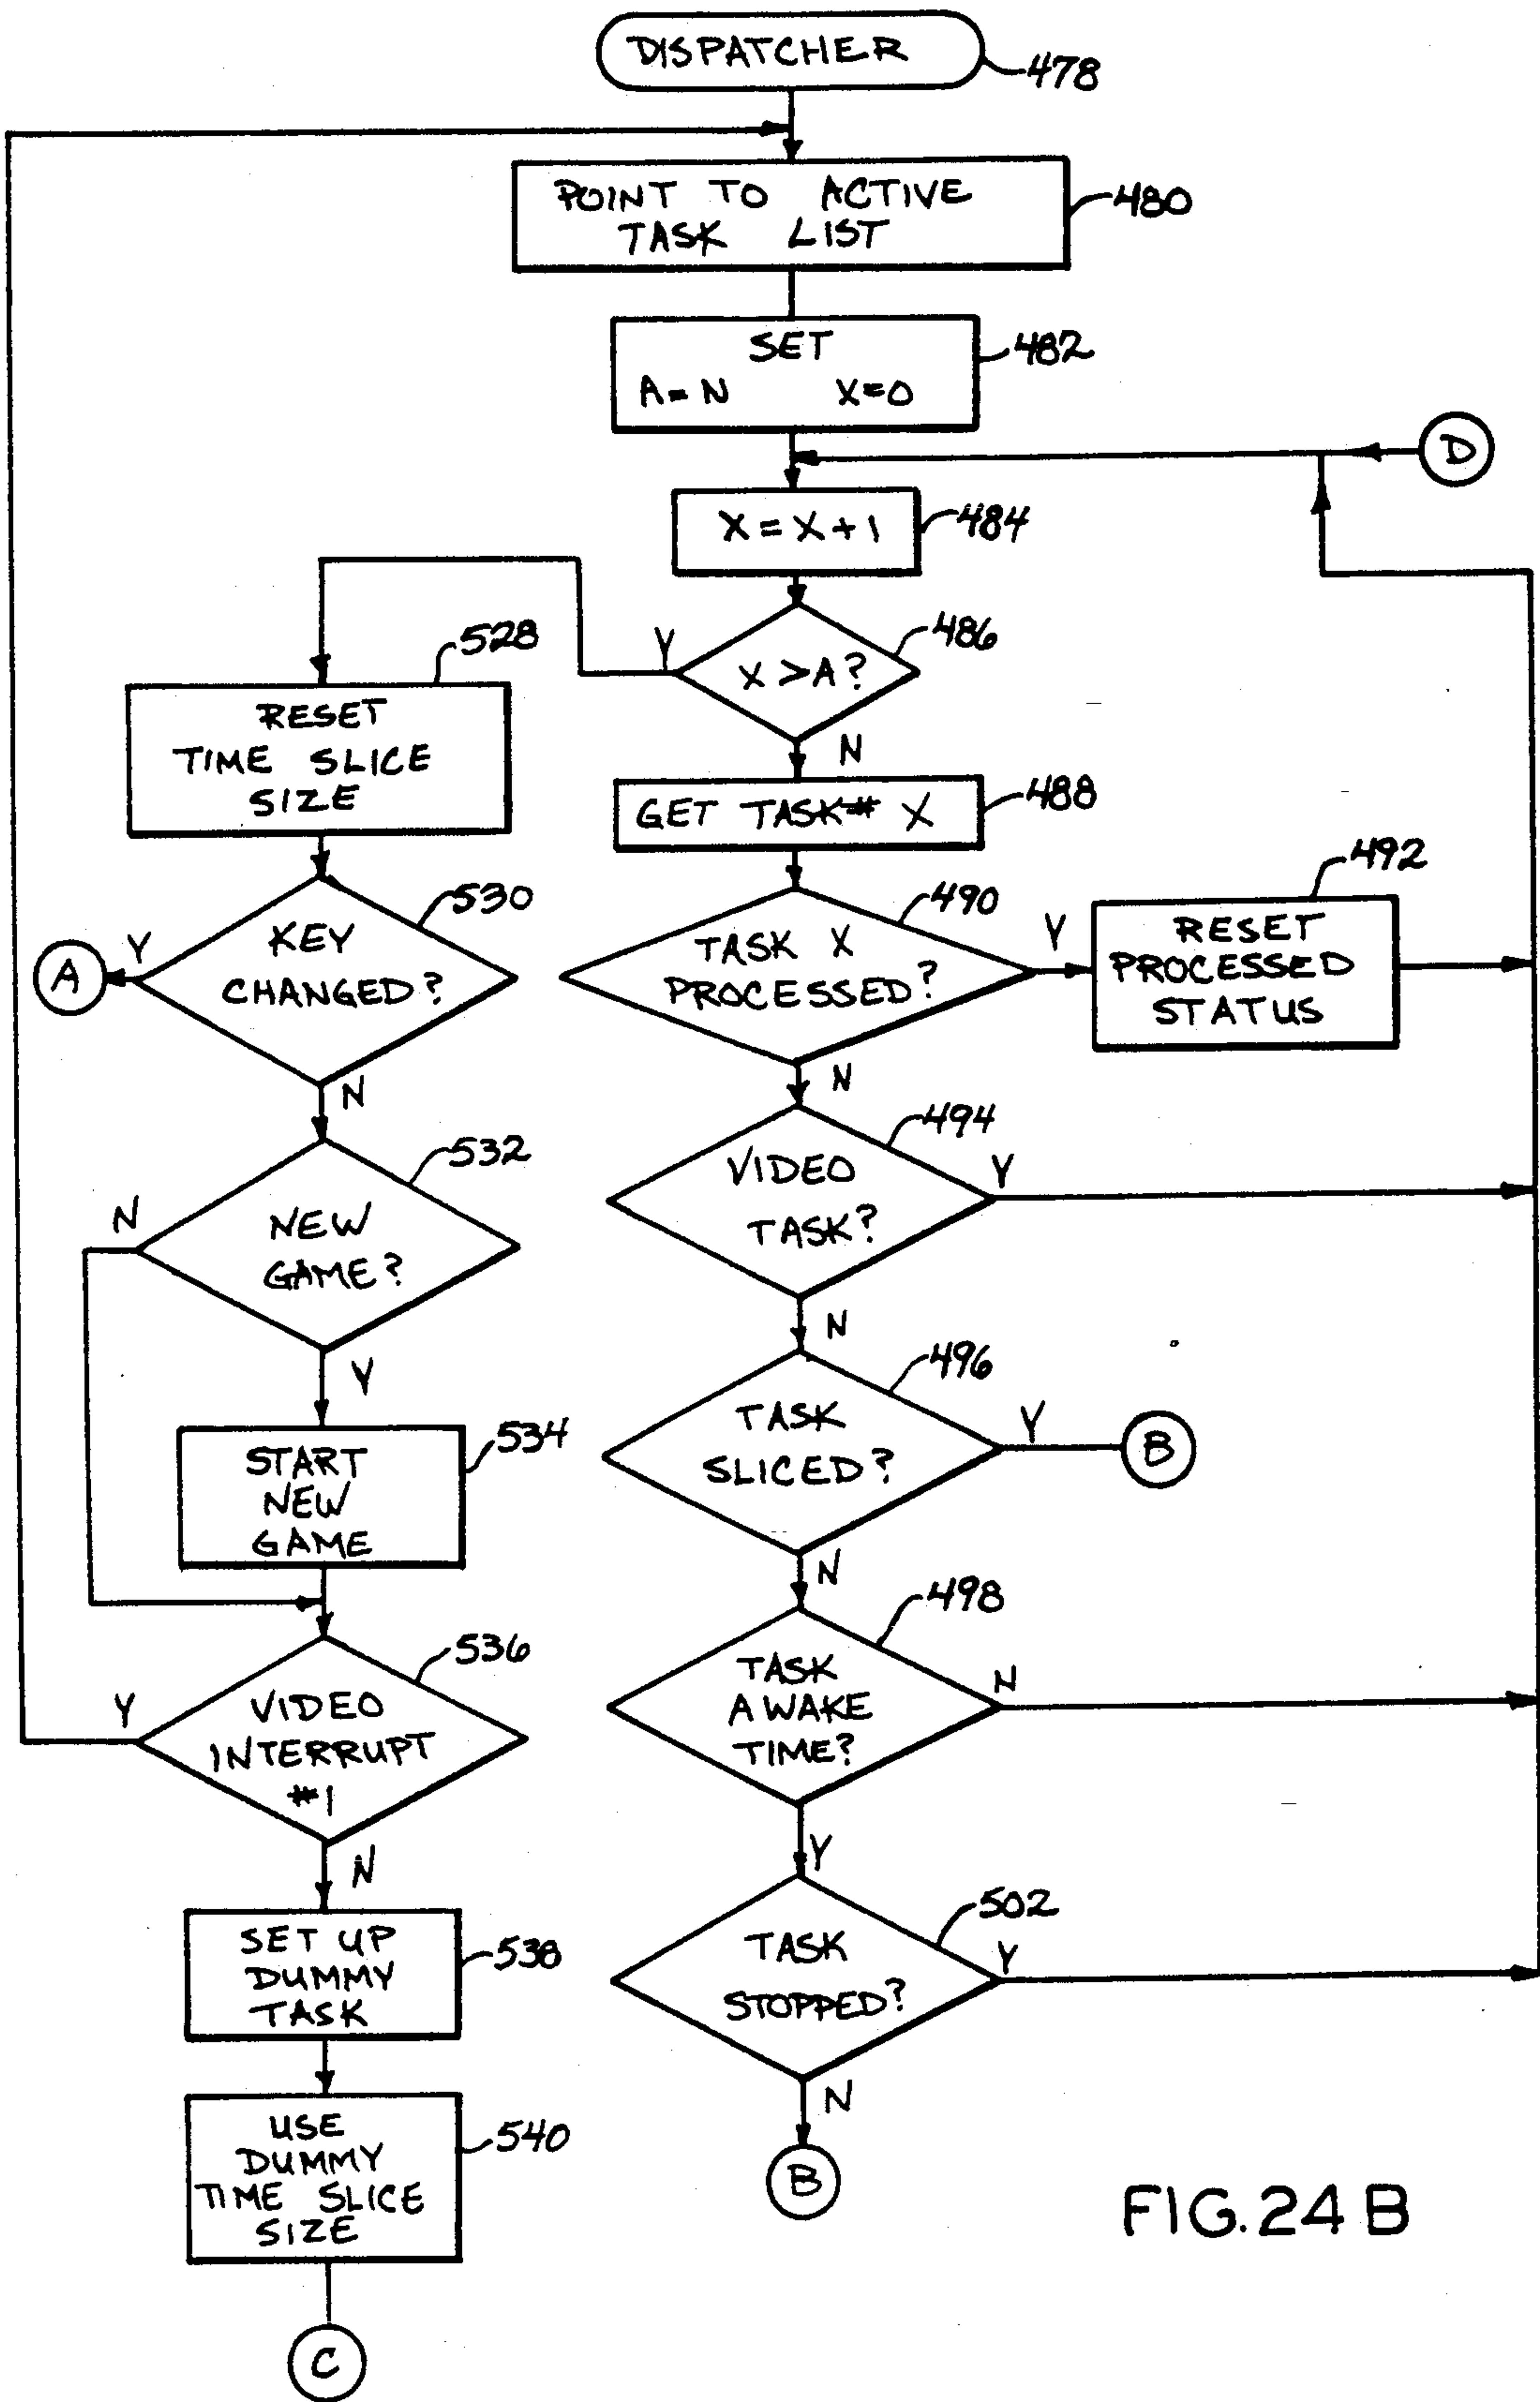 DISPATCHER
478
POINT TO ACTIVE
TASK LIST
480
SET
A=N X=0
482
D
X=X+1
484
X>A?
486
Y
N
528
RESET
TIME SLICE
SIZE
GET TASK# X
488
KEY
CHANGED?
530
Y
A
N
TASK X
PROCESSED?
490
Y
N
492
RESET
PROCESSED
STATUS
NEW
GAME?
532
N
Y
VIDEO
TASK?
494
Y
N
START
NEW
GAME
534
TASK
SLICED?
496
Y
B
N
VIDEO
INTERRUPT
#1
536
Y
N
TASK
AWAKE
TIME?
498
N
Y
SET UP
DUMMY
TASK
538
TASK
STOPPED?
502
Y
N
B
USE
DUMMY
TIME SLICE
SIZE
540
C
FIG. 24 B